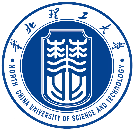 华北理工大学
NORTH CHINA UNIVERSITY OF SCIENCE AND TECHNOLOGY